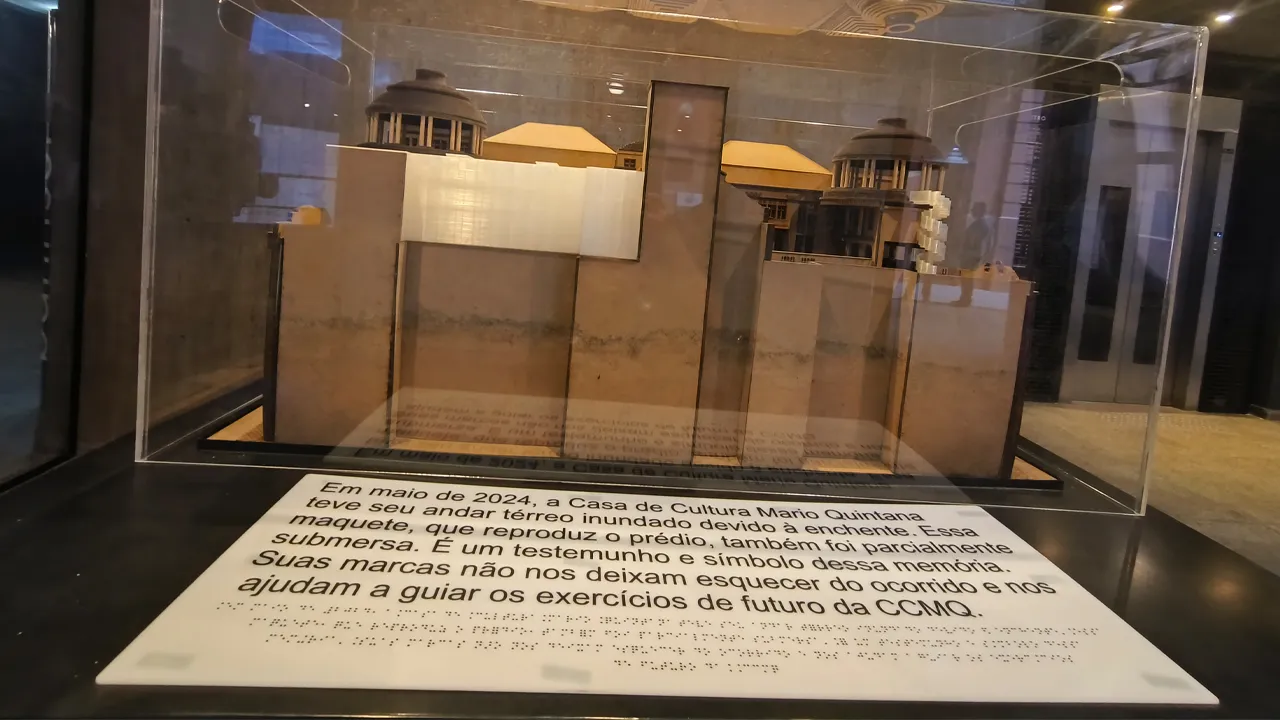 Em maio de 2024, a Casa de Cultura Mario Quintana
teve seu andar térreo inundado devido à enchente. Essa
maquete, que reproduz o prédio, também foi parcialmente
submersa. É um testemunho e símbolo dessa memória.
Suas marcas não nos deixam esquecer do ocorrido e nos
ajudam a guiar os exercícios de futuro da CCMQ.